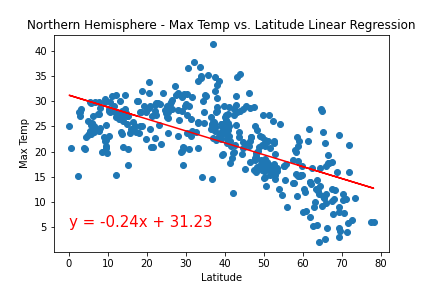 Northern Hemisphere - Max Temp vs. Latitude Linear Regression
40
35
30
25
20
15
10
5
Max Temp
y = -0.24x + 31.23
0 10 20 30 40 50 60 70 80
Latitude